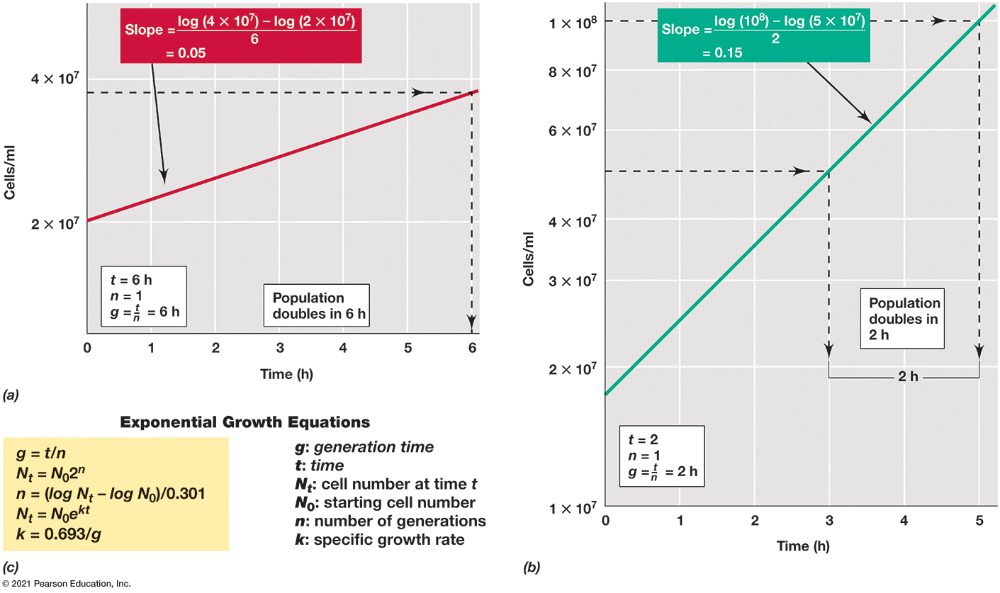 Slope = log (4 × 10⁷) – log (2 × 10⁷)
6
= 0.05
4 × 10⁷
2 × 10⁷
Cells/ml
t = 6 h
n = 1
g = t/n = 6 h
Population
doubles in 6 h
0 1 2 3 4 5 6
Time (h)
(a)
Slope = log (10⁸) – log (5 × 10⁷)
2
= 0.15
1 × 10⁸
8 × 10⁷
6 × 10⁷
4 × 10⁷
3 × 10⁷
2 × 10⁷
1 × 10⁷
Cells/ml
Population
doubles in
2 h
2 h
t = 2
n = 1
g = t/n = 2 h
0 1 2 3 4 5
Time (h)
(b)
Exponential Growth Equations
g = t/n
Nₜ = N₀2ⁿ
n = (log Nₜ – log N₀)/0.301
Nₜ = N₀eᵏᵗ
k = 0.693/g
g: generation time
t: time
Nₜ: cell number at time t
N₀: starting cell number
n: number of generations
k: specific growth rate
(c)
© 2021 Pearson Education, Inc.